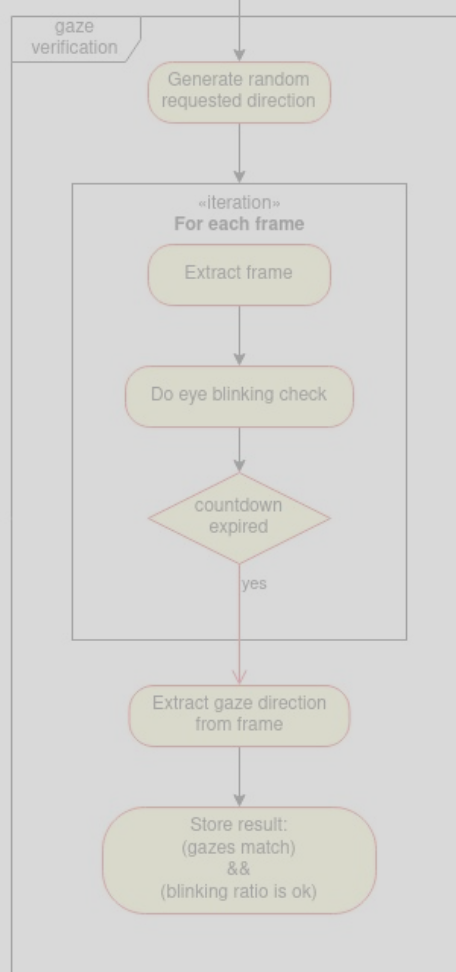 gaze
verification
Generate random
requested direction
«iteration»
For each frame
Extract frame
Do eye blinking check
countdown
expired
yes
Extract gaze direction
from frame
Store result:
(gazes match)
&&
(blinking ratio is ok)